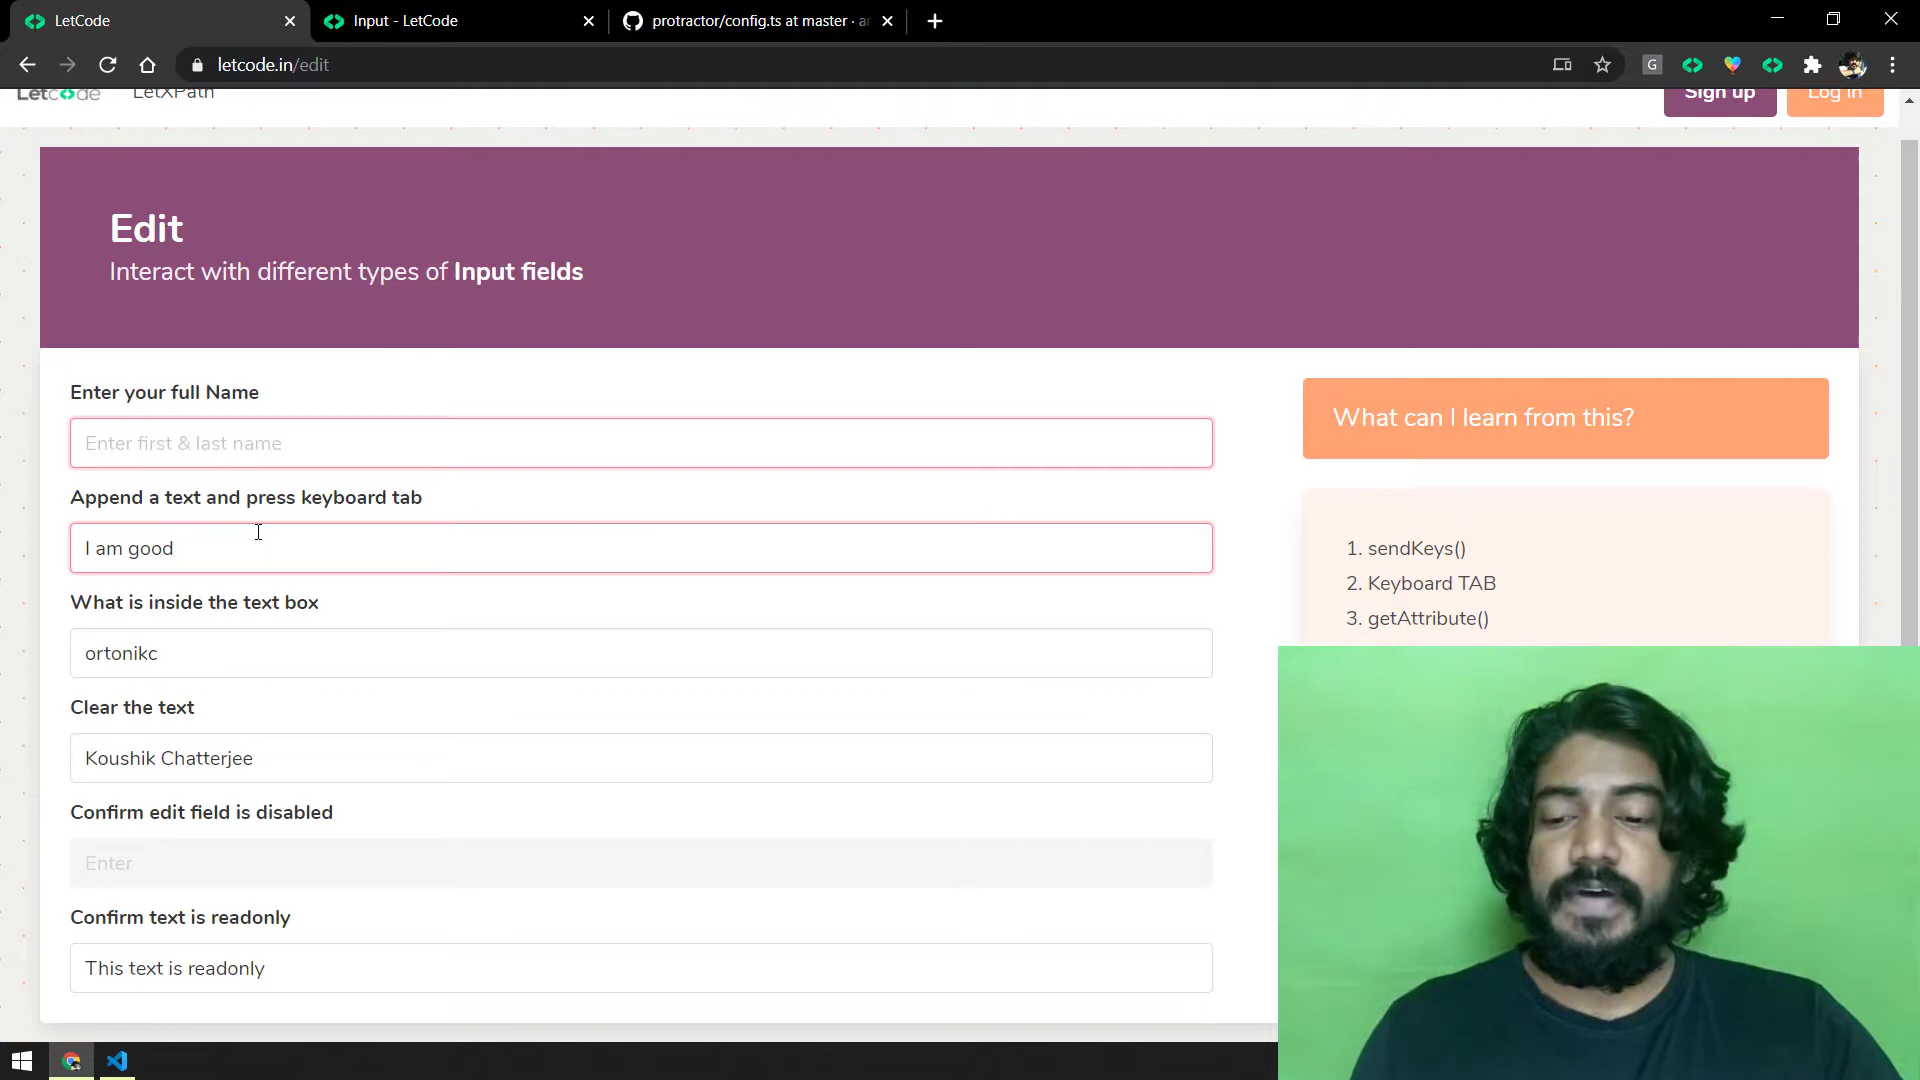 LetCode
Input - LetCode
protractor/config.ts at master ·
letcode.in/edit
G
Letcode
LetXPath
Sign up
Log in
Edit
Interact with different types of Input fields
Enter your full Name
Enter first & last name
Append a text and press keyboard tab
I am good
What is inside the text box
ortonikc
Clear the text
Koushik Chatterjee
Confirm edit field is disabled
Enter
Confirm text is readonly
This text is readonly
What can I learn from this?
1. sendKeys()
2. Keyboard TAB
3. getAttribute()